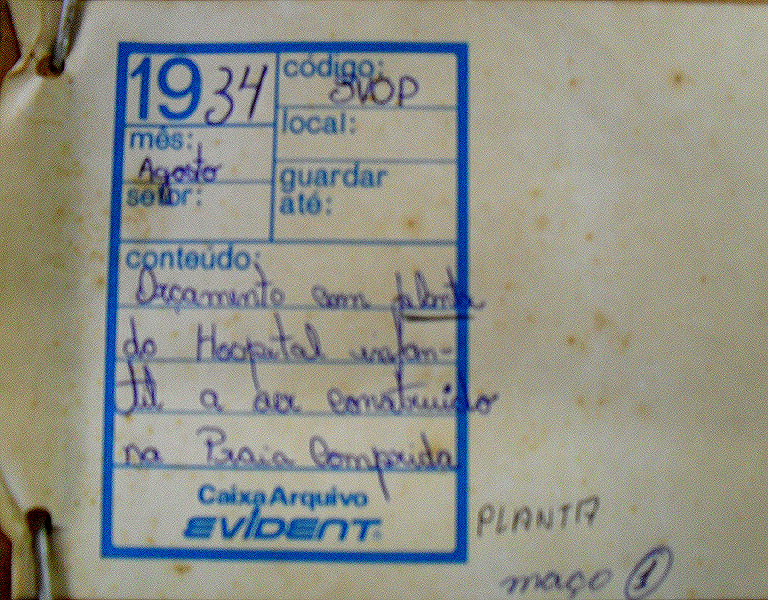 1934
código:
SVOP
local:
mês:
Agosto
guardar
até:
setor:
conteúdo:
Orçamento com planta
do Hospital infan-
til a ser construido
na Praia Comprida
Caixa Arquivo
EVIDENT
PLANTA
maço 1